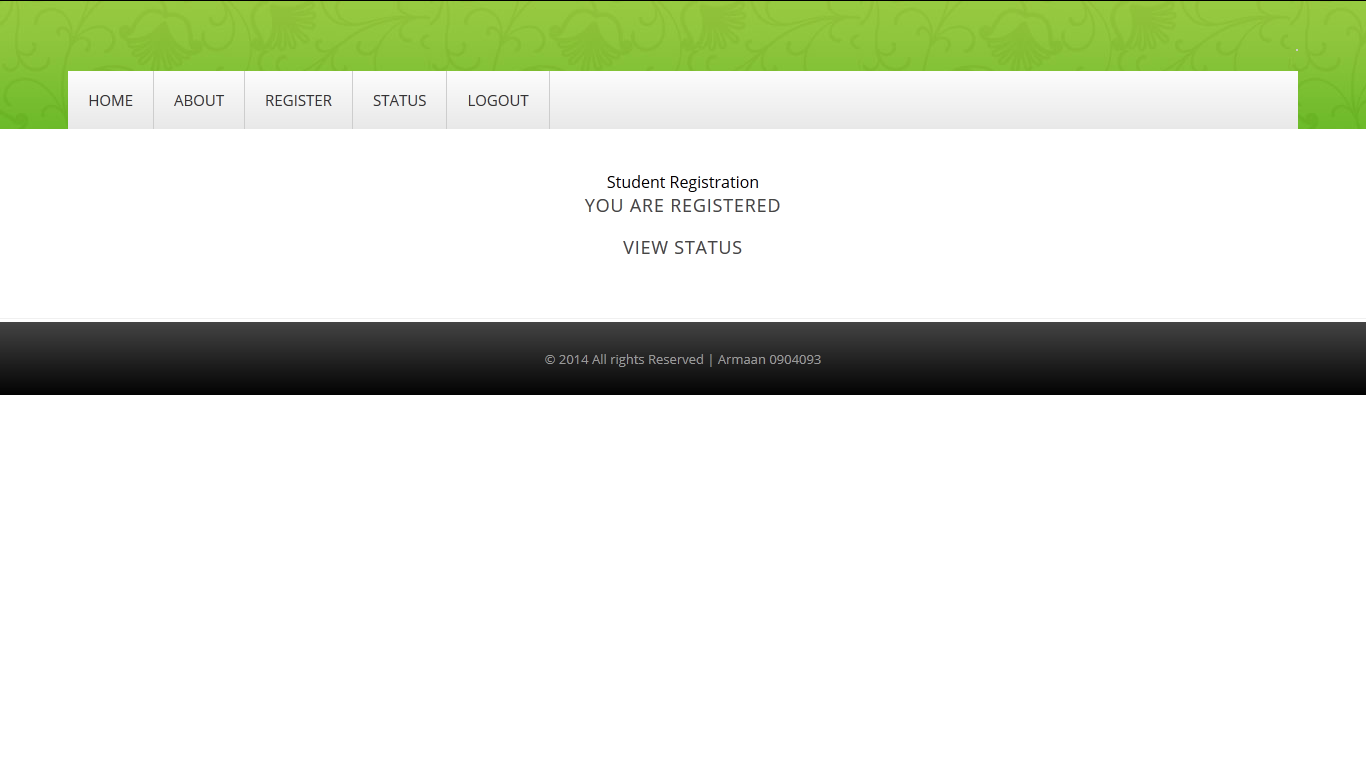 HOME ABOUT REGISTER STATUS LOGOUT
Student Registration
YOU ARE REGISTERED
VIEW STATUS
© 2014 All rights Reserved | Armaan 0904093